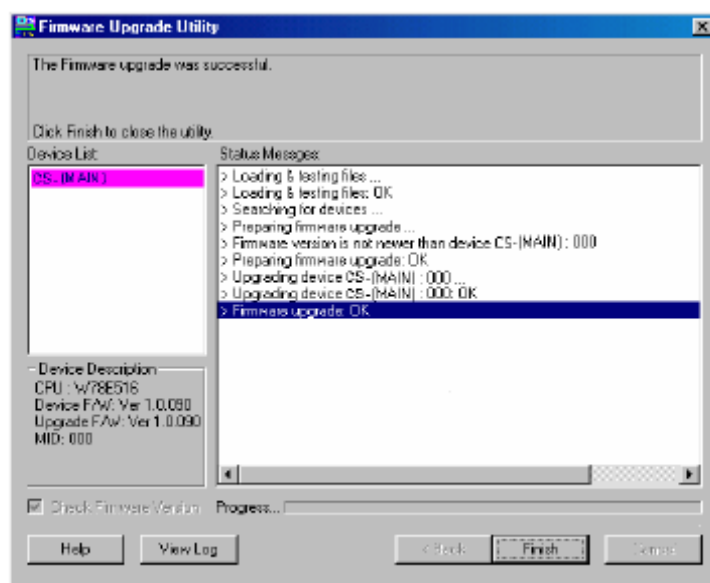 Firmware Upgrade Utility
The Firmware upgrade was successful.
Click Finish to close the utility.
Device List:
CS-(MAIN)
Status Messges:
> Loading & testing files ...
> Loading & testing files: OK
> Searching for devices ...
> Preparing firmware upgrade ...
> Firmware version is not newer than device CS-(MAIN) : 000
> Preparing firmware upgrade: OK
> Upgrading device CS-(MAIN) : 000 ...
> Upgrading device CS-(MAIN) : 000: OK
> Firmware upgrade: OK
Device Description
CPU : W78E516
Device F/W: Ver 1.0.090
Upgrade F/W: Ver 1.0.090
MID: 000
Check Firmware Version
Progress...
Help
View Log
< Back
Finish
Cancel